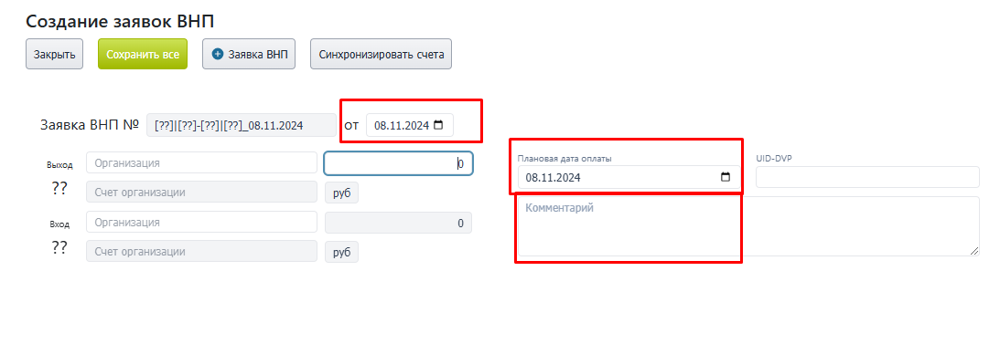 Создание заявок ВНП
Закрыть Сохранить все Заявка ВНП Синхронизировать счета
Заявка ВНП № [??]|[??]-[??]|[??]_08.11.2024 от 08.11.2024
Плановая дата оплаты UID-DVP
Выход Организация 0 08.11.2024
?? Счет организации руб
Комментарий
Вход Организация 0
?? Счет организации руб